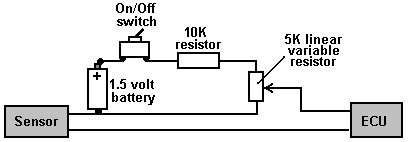 On/Off
switch
10K
resistor
5K linear
variable
resistor
+
1.5 volt
battery
Sensor
ECU